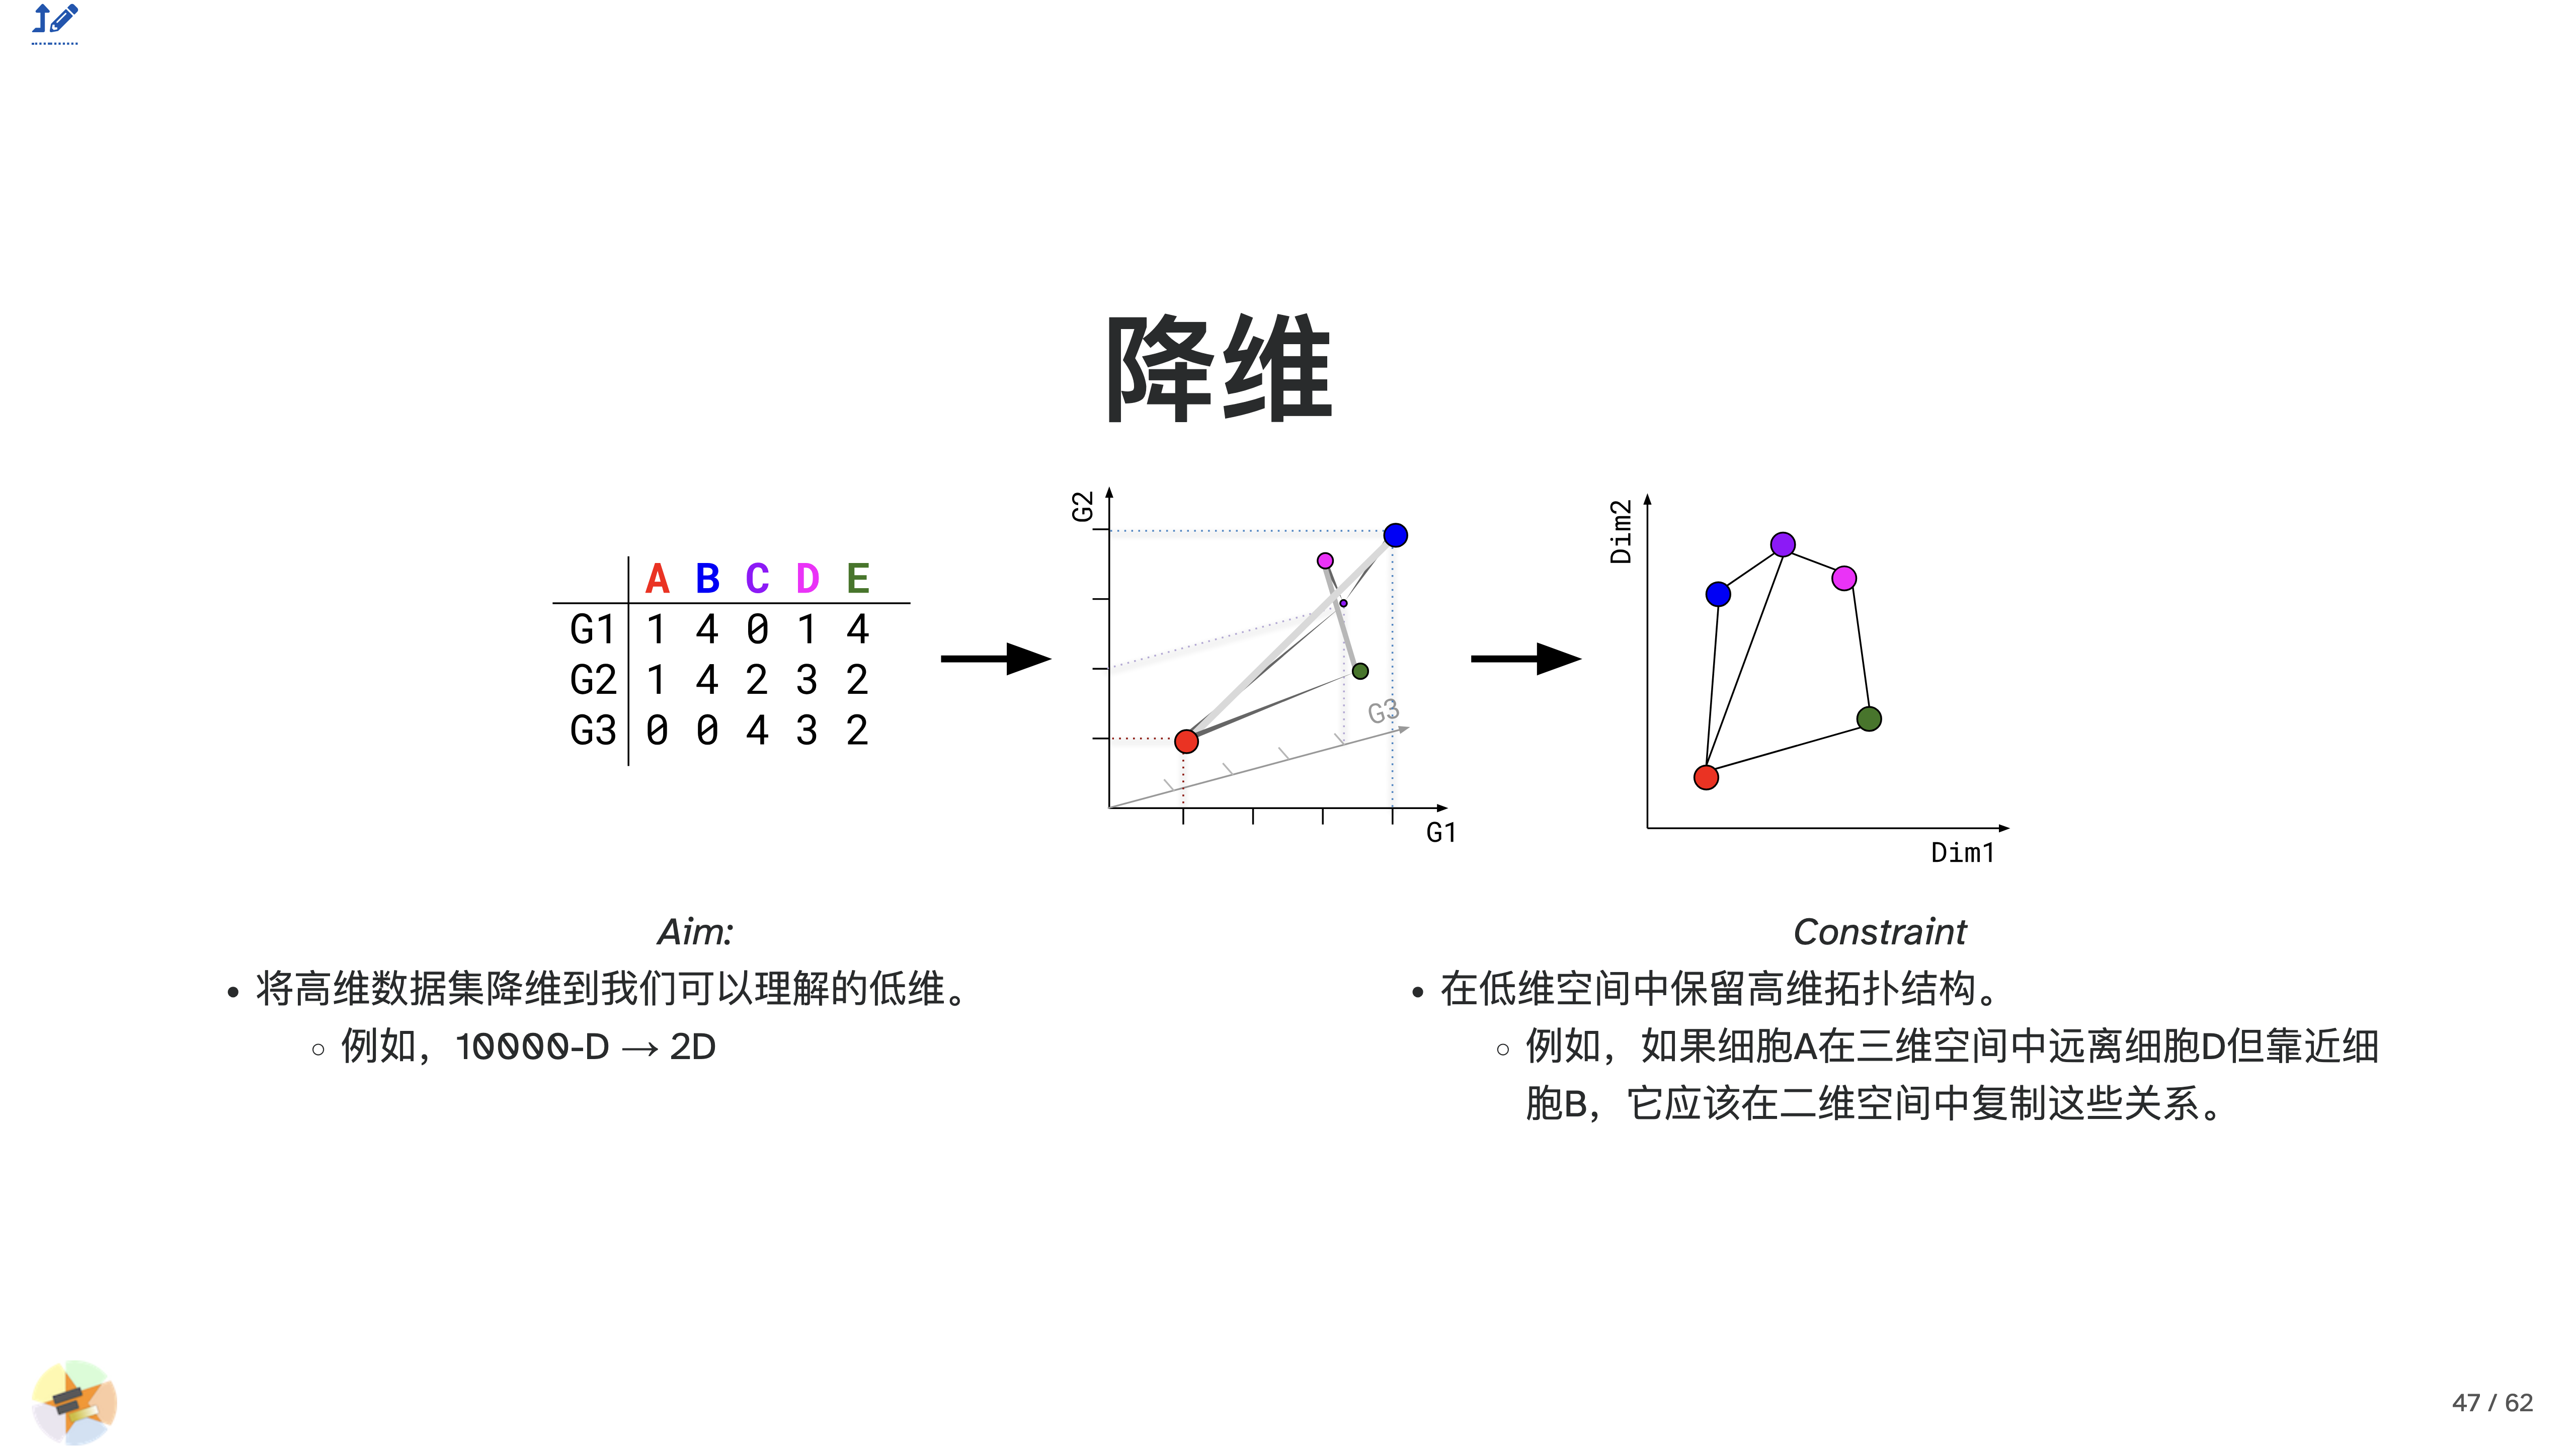 降维
A B C D E
G1 1 4 0 1 4
G2 1 4 2 3 2
G3 0 0 4 3 2
G2
G3
G1
Dim2
Dim1
Aim:
将高维数据集降维到我们可以理解的低维。
例如，10000-D → 2D
Constraint
在低维空间中保留高维拓扑结构。
例如，如果细胞A在三维空间中远离细胞D但靠近细
胞B，它应该在二维空间中复制这些关系。
47 / 62